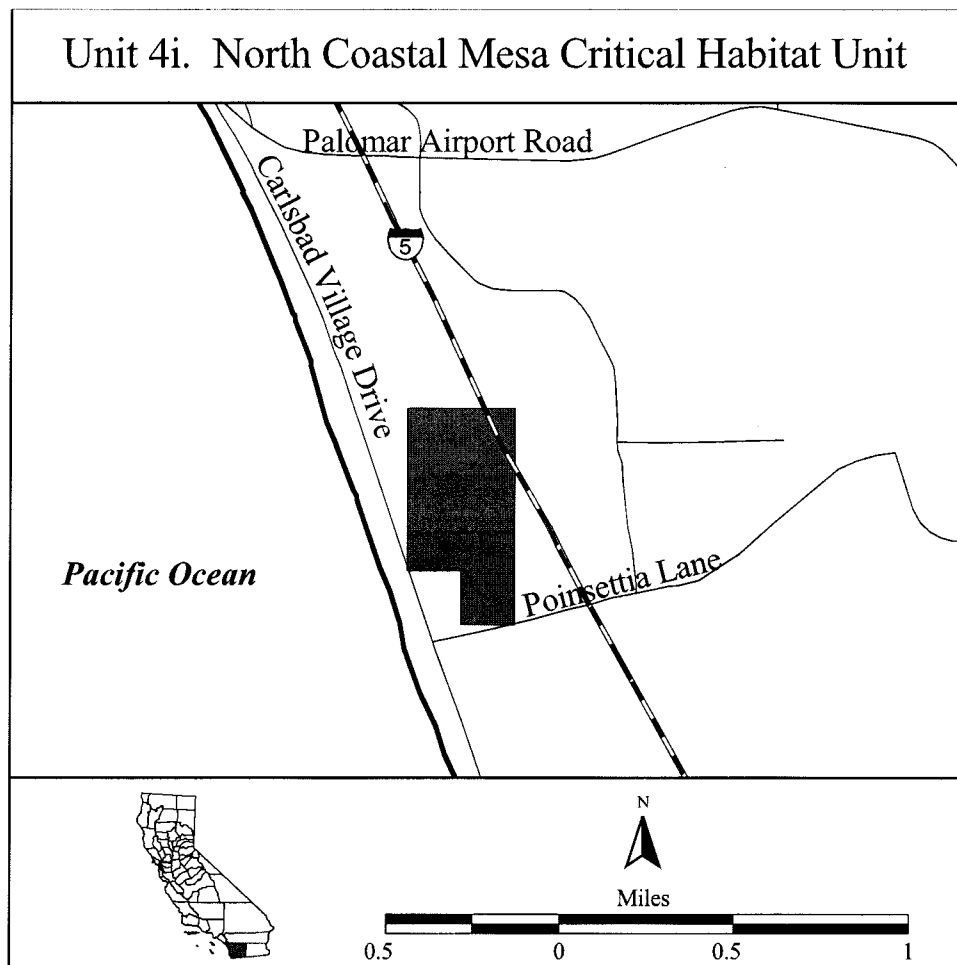 Unit 4i. North Coastal Mesa Critical Habitat Unit
Palomar Airport Road
Carlsbad Village Drive
5
Pacific Ocean
Poinsettia Lane
N
Miles
0.5 0 0.5 1